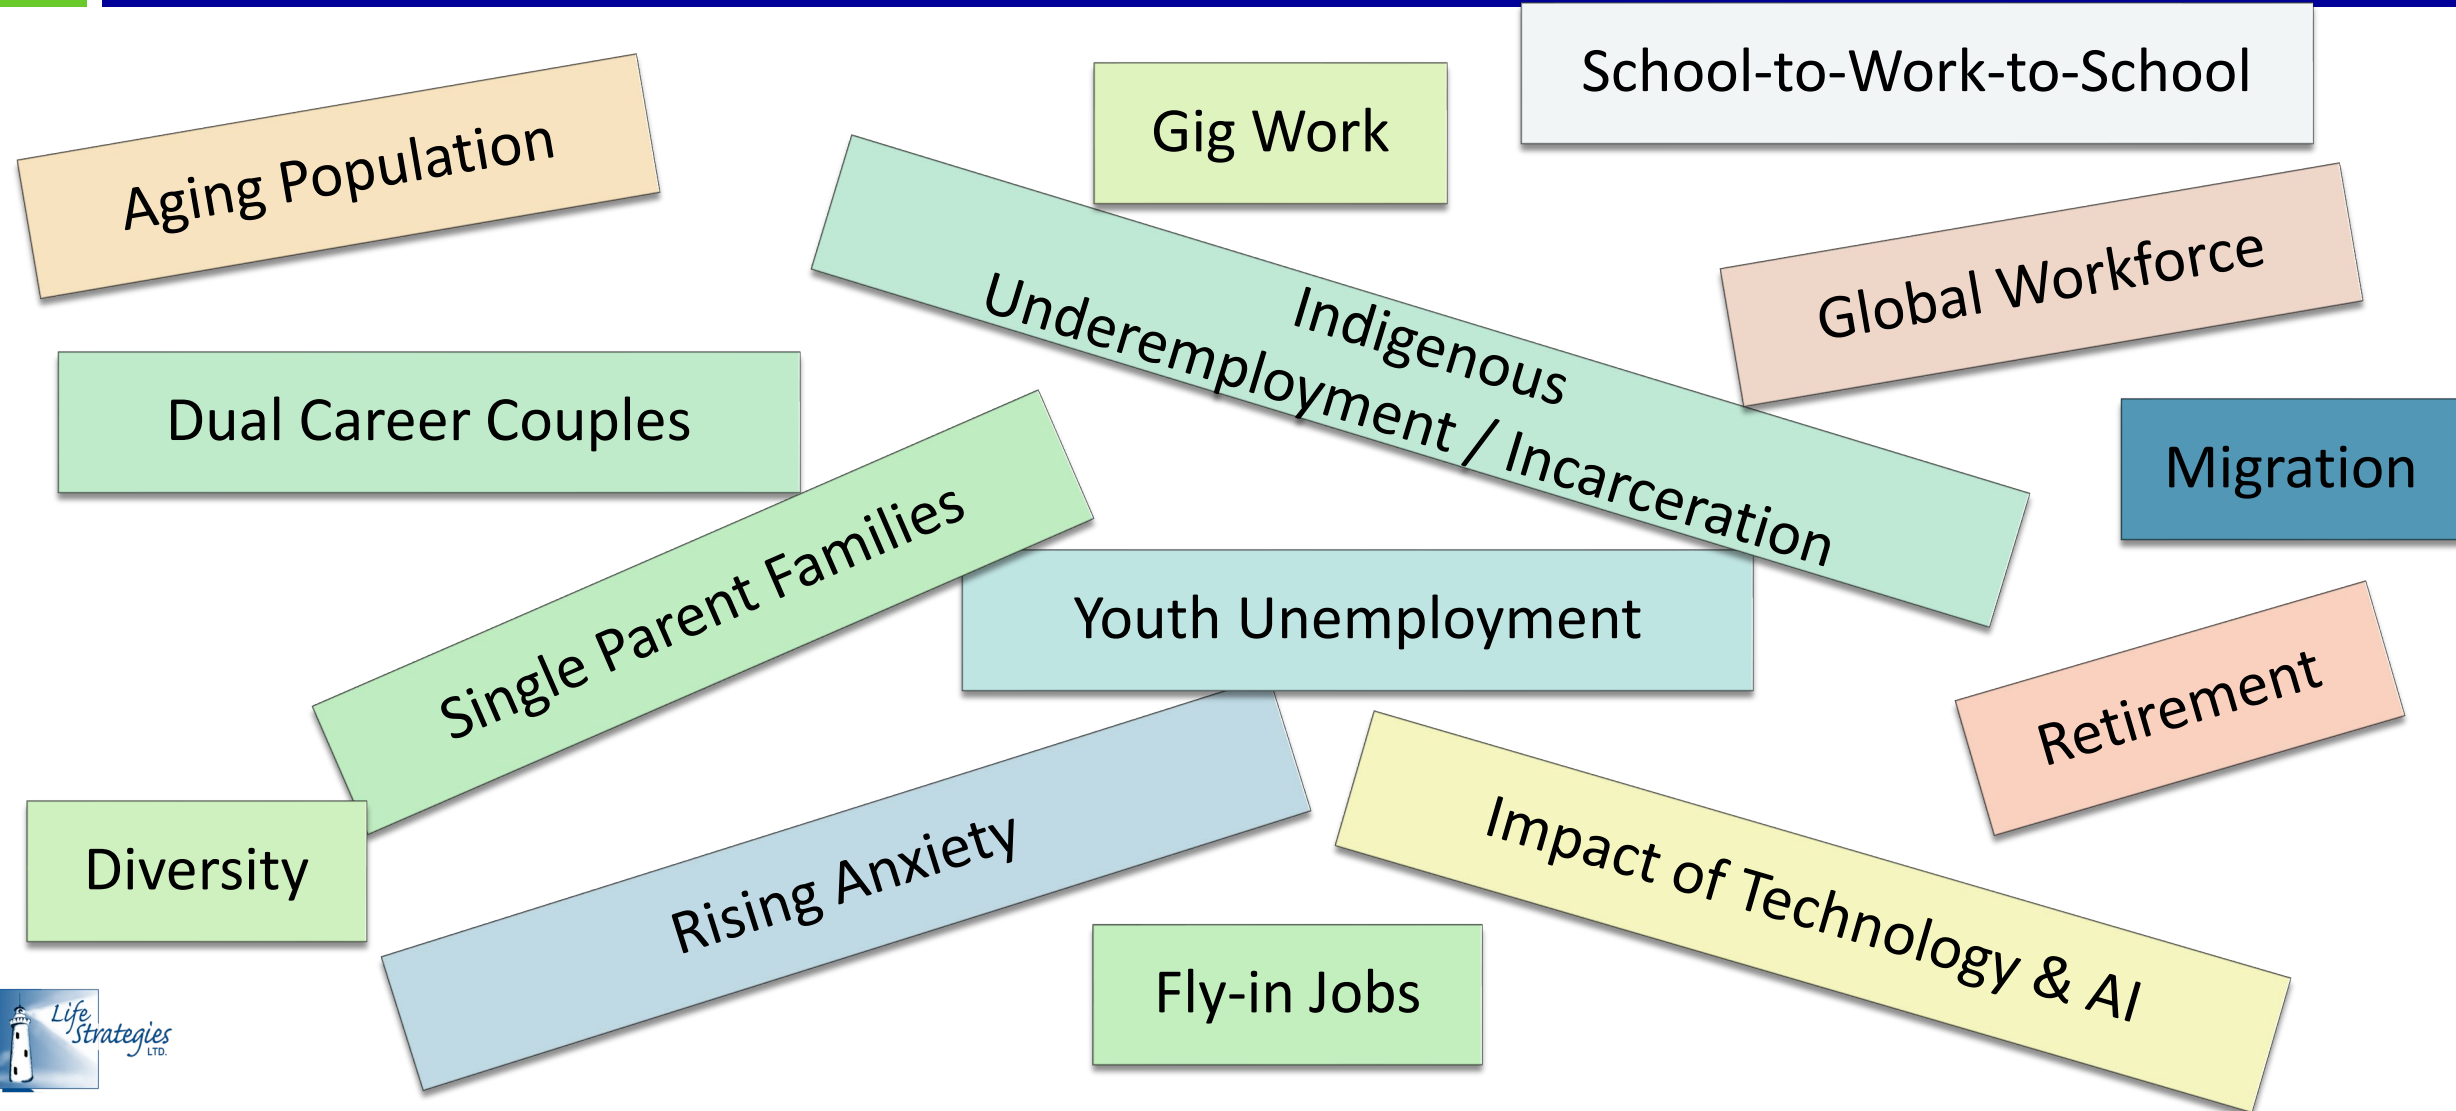 School-to-Work-to-School
Gig Work
Aging Population
Global Workforce
Indigenous
Underemployment / Incarceration
Dual Career Couples
Migration
Single Parent Families
Youth Unemployment
Retirement
Diversity
Rising Anxiety
Impact of Technology & AI
Fly-in Jobs
Life
Strategies
LTD.